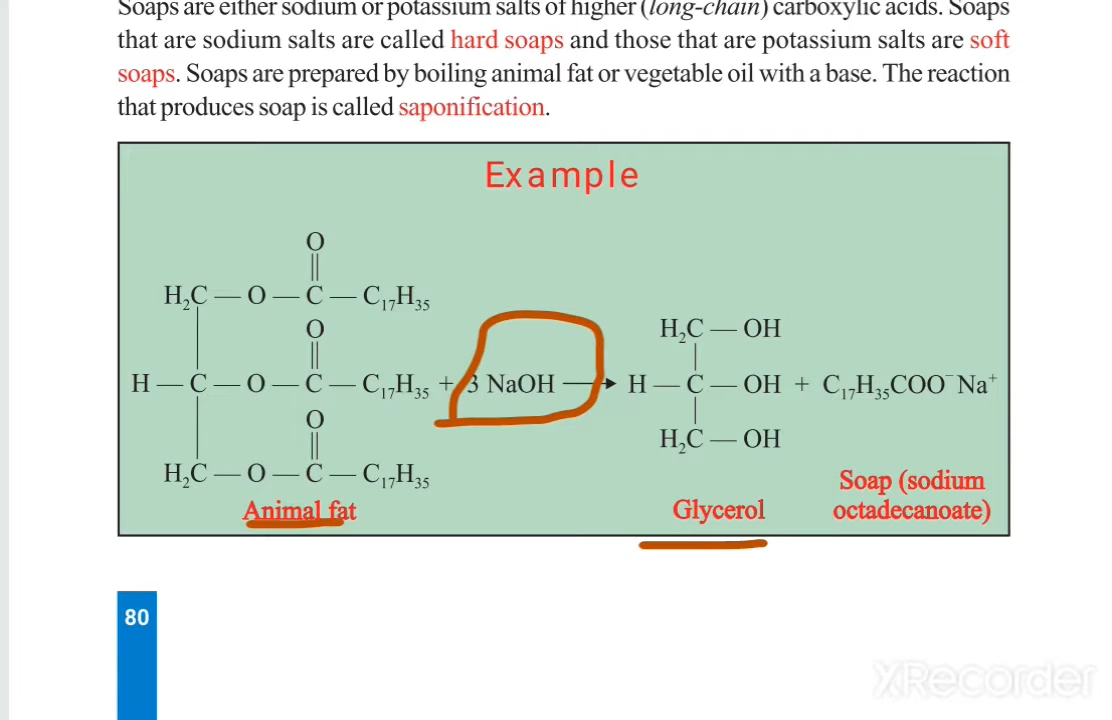 Soaps are either sodium or potassium salts of higher (long-chain) carboxylic acids. Soaps
that are sodium salts are called hard soaps and those that are potassium salts are soft
soaps. Soaps are prepared by boiling animal fat or vegetable oil with a base. The reaction
that produces soap is called saponification.
Example
O
||
H₂C — O — C — C₁₇H₃₅
O
||
H — C — O — C — C₁₇H₃₅ + 3 NaOH → H — C — OH + C₁₇H₃₅COO⁻Na⁺
O
||
H₂C — O — C — C₁₇H₃₅
H₂C — OH
H₂C — OH
Animal fat
Glycerol
Soap (sodium
octadecanoate)
80
XRecorder